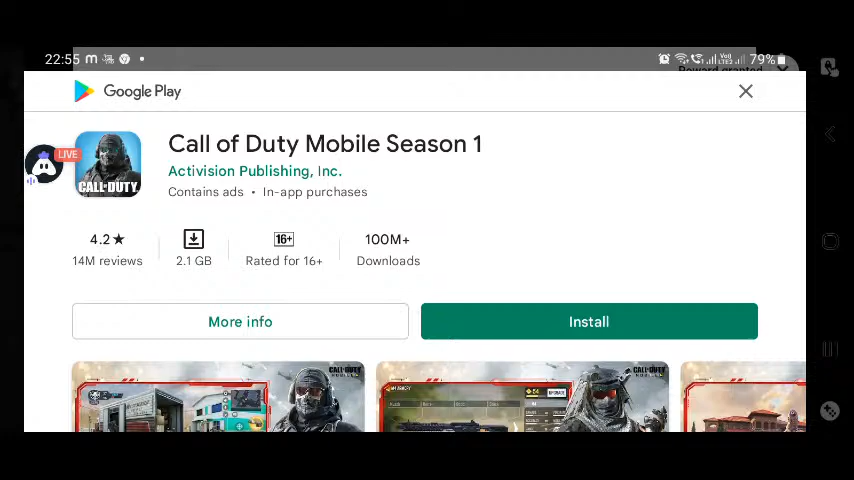 22:55
79%
Reward granted
Google Play
LIVE
CALL OF DUTY
Call of Duty Mobile Season 1
Activision Publishing, Inc.
Contains ads • In-app purchases
4.2★
14M reviews
2.1 GB
16+
Rated for 16+
100M+
Downloads
More info
Install